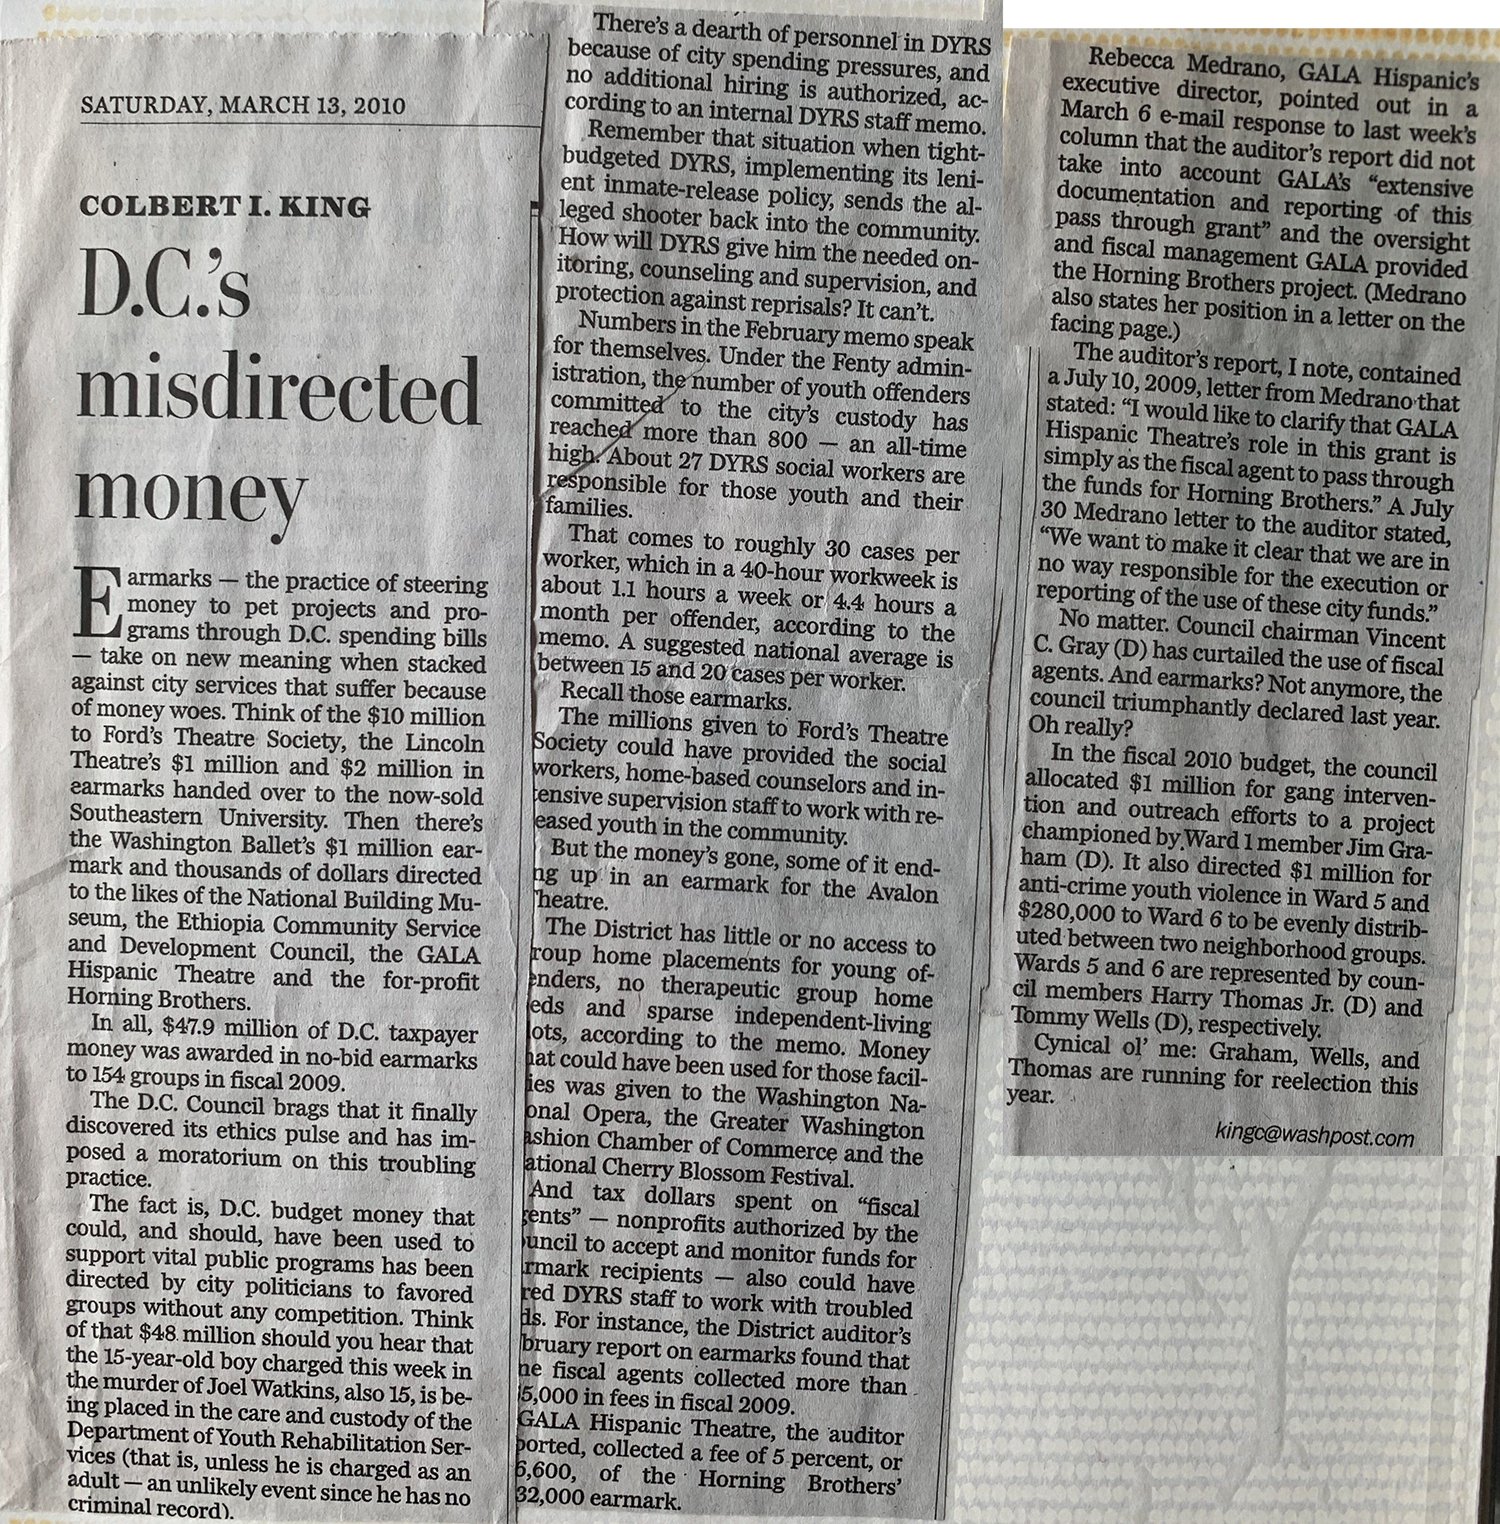 SATURDAY, MARCH 13, 2010
COLBERT I. KING
D.C.'s
misdirected
money
Earmarks — the practice of steering
money to pet projects and pro-
grams through D.C. spending bills
— take on new meaning when stacked
against city services that suffer because
of money woes. Think of the $10 million
to Ford's Theatre Society, the Lincoln
Theatre's $1 million and $2 million in
earmarks handed over to the now-sold
Southeastern University. Then there's
the Washington Ballet's $1 million ear-
mark and thousands of dollars directed
to the likes of the National Building Mu-
seum, the Ethiopia Community Service
and Development Council, the GALA
Hispanic Theatre and the for-profit
Horning Brothers.
In all, $47.9 million of D.C. taxpayer
money was awarded in no-bid earmarks
to 154 groups in fiscal 2009.
The D.C. Council brags that it finally
discovered its ethics pulse and has im-
posed a moratorium on this troubling
practice.
The fact is, D.C. budget money that
could, and should, have been used to
support vital public programs has been
directed by city politicians to favored
groups without any competition. Think
of that $48 million should you hear that
the 15-year-old boy charged this week in
the murder of Joel Watkins, also 15, is be-
ing placed in the care and custody of the
Department of Youth Rehabilitation Ser-
vices (that is, unless he is charged as an
adult — an unlikely event since he has no
criminal record).
There's a dearth of personnel in DYRS
because of city spending pressures, and
no additional hiring is authorized, ac-
cording to an internal DYRS staff memo.
Remember that situation when tight-
budgeted DYRS, implementing its leni-
ent inmate-release policy, sends the al-
leged shooter back into the community.
How will DYRS give him the needed on-
itoring, counseling and supervision, and
protection against reprisals? It can't.
Numbers in the February memo speak
for themselves. Under the Fenty admin-
istration, the number of youth offenders
committed to the city's custody has
reached more than 800 — an all-time
high. About 27 DYRS social workers are
responsible for those youth and their
families.
That comes to roughly 30 cases per
worker, which in a 40-hour workweek is
about 1.1 hours a week or 4.4 hours a
month per offender, according to the
memo. A suggested national average is
between 15 and 20 cases per worker.
Recall those earmarks.
The millions given to Ford's Theatre
Society could have provided the social
workers, home-based counselors and in-
tensive supervision staff to work with re-
eased youth in the community.
But the money's gone, some of it end-
ng up in an earmark for the Avalon
heatre.
The District has little or no access to
roup home placements for young of-
enders, no therapeutic group home
eds and sparse independent-living
lots, according to the memo. Money
hat could have been used for those facil-
ies was given to the Washington Na-
onal Opera, the Greater Washington
ashion Chamber of Commerce and the
ational Cherry Blossom Festival.
And tax dollars spent on "fiscal
gents" — nonprofits authorized by the
uncil to accept and monitor funds for
rmark recipients — also could have
red DYRS staff to work with troubled
ds. For instance, the District auditor's
bruary report on earmarks found that
ne fiscal agents collected more than
5,000 in fees in fiscal 2009.
GALA Hispanic Theatre, the auditor
ported, collected a fee of 5 percent, or
6,600, of the Horning Brothers'
32,000 earmark.
Rebecca Medrano, GALA Hispanic's
executive director, pointed out in a
March 6 e-mail response to last week's
column that the auditor's report did not
take into account GALA's "extensive
documentation and reporting of this
pass through grant" and the oversight
and fiscal management GALA provided
the Horning Brothers project. (Medrano
also states her position in a letter on the
facing page.)
The auditor's report, I note, contained
a July 10, 2009, letter from Medrano that
stated: "I would like to clarify that GALA
Hispanic Theatre's role in this grant is
simply as the fiscal agent to pass through
the funds for Horning Brothers." A July
30 Medrano letter to the auditor stated,
"We want to make it clear that we are in
no way responsible for the execution or
reporting of the use of these city funds."
No matter. Council chairman Vincent
C. Gray (D) has curtailed the use of fiscal
agents. And earmarks? Not anymore, the
council triumphantly declared last year.
Oh really?
In the fiscal 2010 budget, the council
allocated $1 million for gang interven-
tion and outreach efforts to a project
championed by Ward 1 member Jim Gra-
ham (D). It also directed $1 million for
anti-crime youth violence in Ward 5 and
$280,000 to Ward 6 to be evenly distrib-
uted between two neighborhood groups.
Wards 5 and 6 are represented by coun-
cil members Harry Thomas Jr. (D) and
Tommy Wells (D), respectively.
Cynical ol' me: Graham, Wells, and
Thomas are running for reelection this
year.
kingc@washpost.com